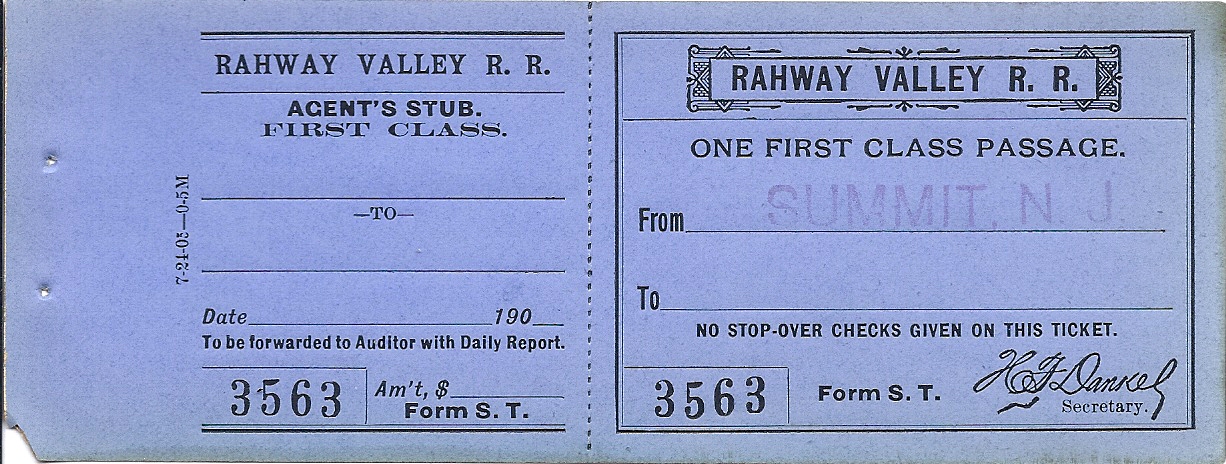 RAHWAY VALLEY R. R.
AGENT'S STUB.
FIRST CLASS.
—TO—
7-24-05—0-5M
Date 190
To be forwarded to Auditor with Daily Report.
3563
Am't, $
Form S. T.
RAHWAY VALLEY R. R.
ONE FIRST CLASS PASSAGE.
SUMMIT, N. J.
From
To
NO STOP-OVER CHECKS GIVEN ON THIS TICKET.
3563
Form S. T.
H F Dankel
Secretary.